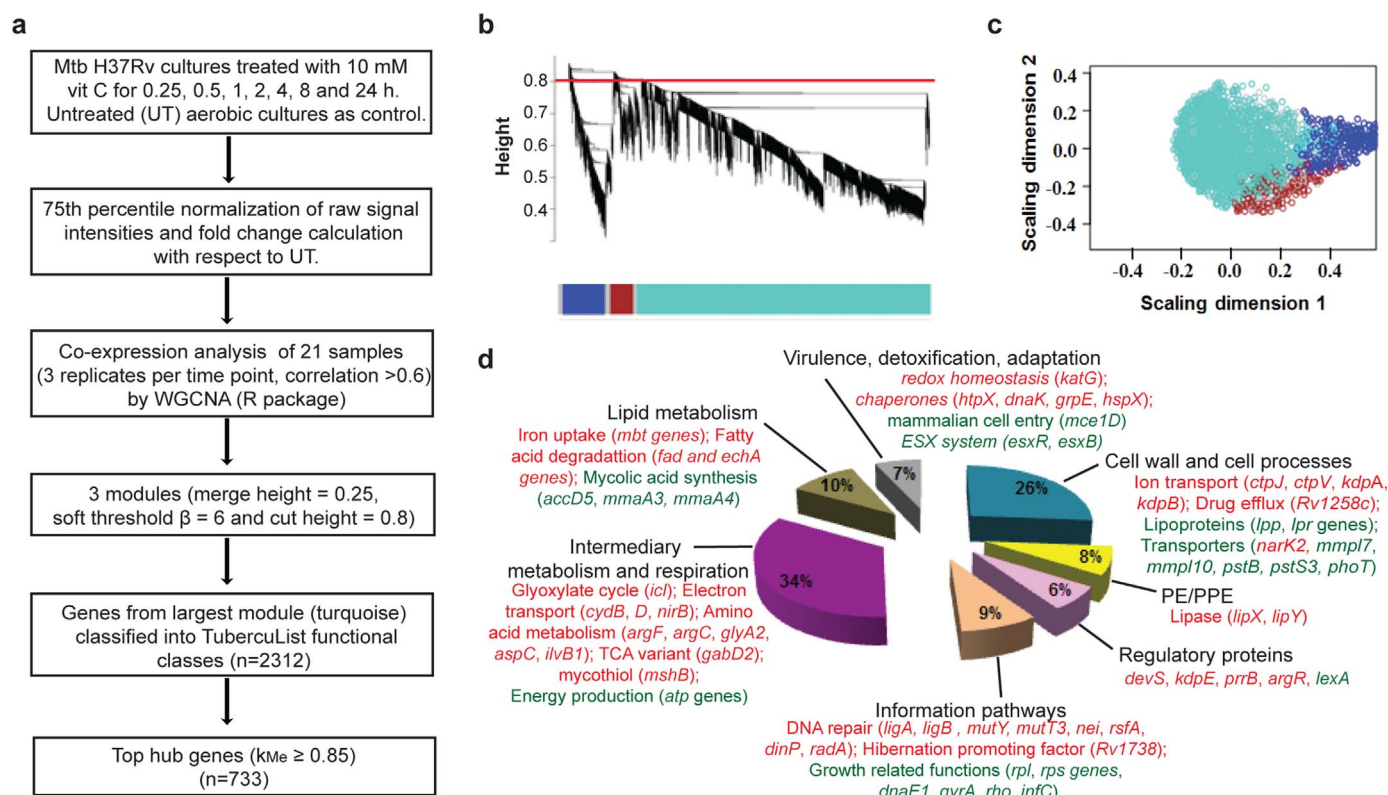 a
Mtb H37Rv cultures treated with 10 mM
vit C for 0.25, 0.5, 1, 2, 4, 8 and 24 h.
Untreated (UT) aerobic cultures as control.
75th percentile normalization of raw signal
intensities and fold change calculation
with respect to UT.
Co-expression analysis of 21 samples
(3 replicates per time point, correlation >0.6)
by WGCNA (R package)
3 modules (merge height = 0.25,
soft threshold β = 6 and cut height = 0.8)
Genes from largest module (turquoise)
classified into TubercuList functional
classes (n=2312)
Top hub genes (kMe ≥ 0.85)
(n=733)
b
Height
0.8
0.7
0.6
0.5
0.4
c
Scaling dimension 2
0.4
0.2
0.0
-0.2
-0.4
-0.4
-0.2
0.0
0.2
0.4
Scaling dimension 1
d
Virulence, detoxification, adaptation
redox homeostasis (katG);
chaperones (htpX, dnaK, grpE, hspX);
mammalian cell entry (mce1D)
ESX system (esxR, esxB)
7%
Lipid metabolism
Iron uptake (mbt genes); Fatty
acid degradattion (fad and echA
genes); Mycolic acid synthesis
(accD5, mmaA3, mmaA4)
10%
Cell wall and cell processes
Ion transport (ctpJ, ctpV, kdpA,
kdpB); Drug efflux (Rv1258c);
Lipoproteins (lpp, lpr genes);
Transporters (narK2, mmpl7,
mmpl10, pstB, pstS3, phoT)
26%
Intermediary
metabolism and respiration
Glyoxylate cycle (icl); Electron
transport (cydB, D, nirB); Amino
acid metabolism (argF, argC, glyA2,
aspC, ilvB1); TCA variant (gabD2);
mycothiol (mshB);
Energy production (atp genes)
34%
8%
PE/PPE
Lipase (lipX, lipY)
6%
Regulatory proteins
devS, kdpE, prrB, argR, lexA
9%
Information pathways
DNA repair (ligA, ligB , mutY, mutT3, nei, rsfA,
dinP, radA); Hibernation promoting factor (Rv1738);
Growth related functions (rpl, rps genes,
dnaE1, gyrA, rho, infC)